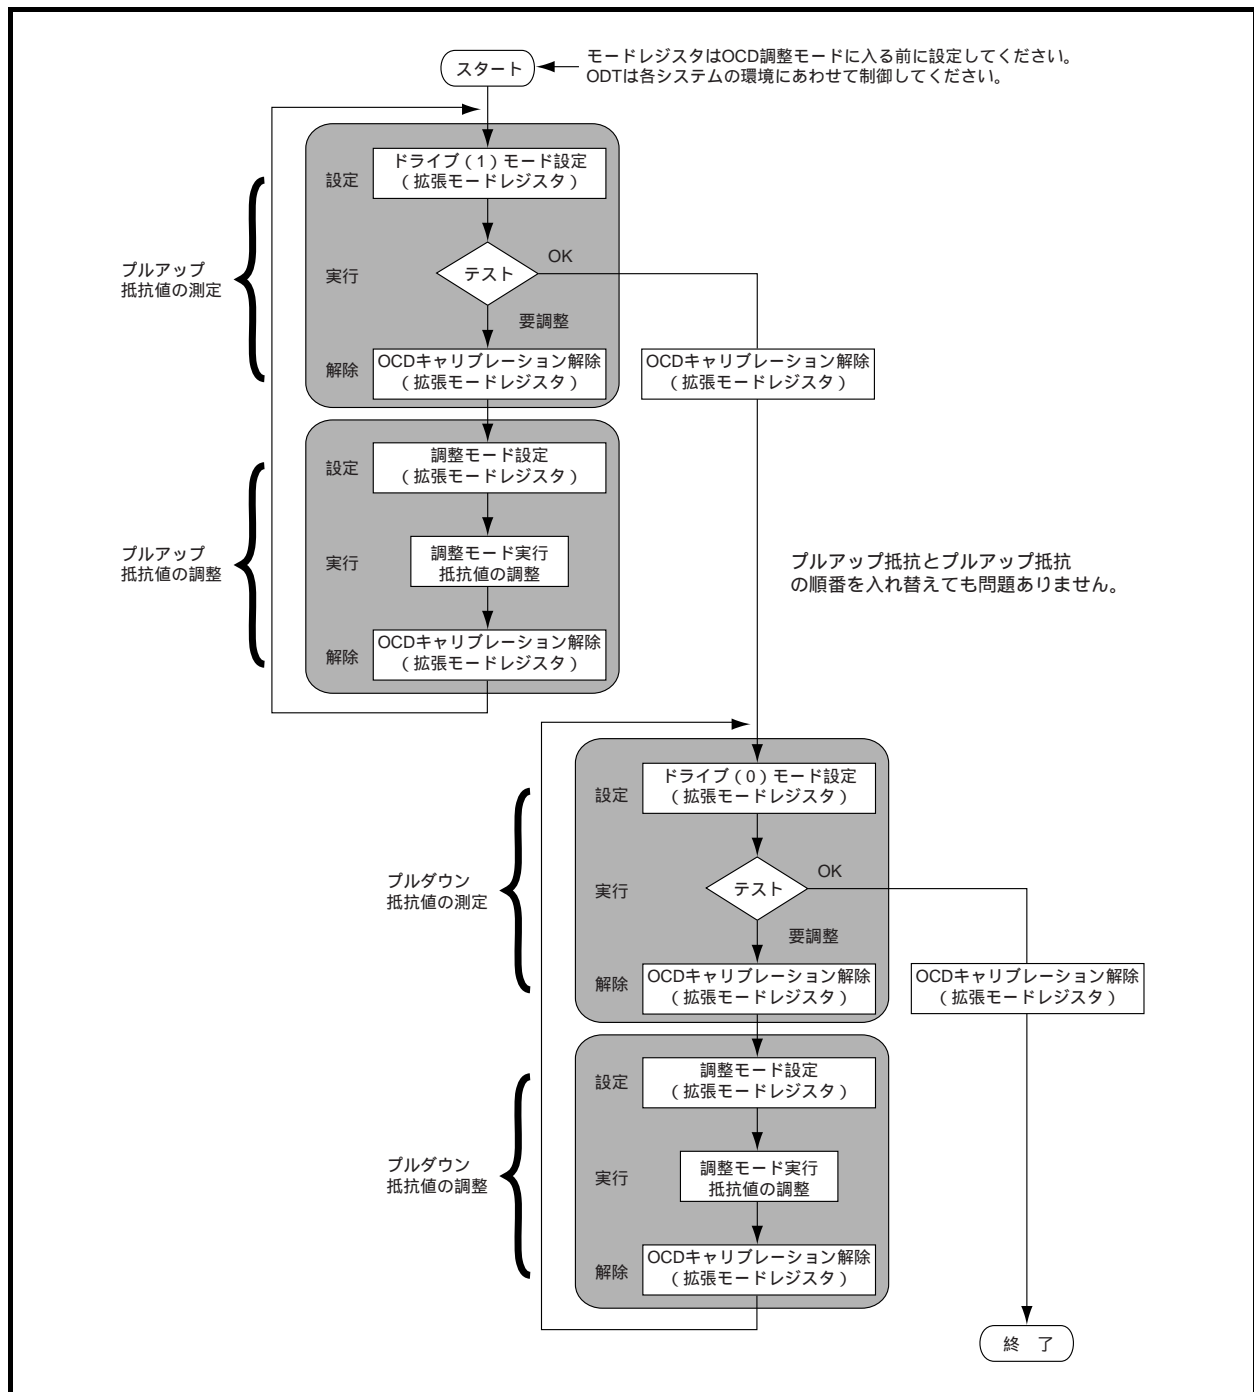 スタート
モードレジスタはOCD調整モードに入る前に設定してください。
ODTは各システムの環境にあわせて制御してください。
設定
ドライブ(1)モード設定
(拡張モードレジスタ)
プルアップ
抵抗値の測定
実行
テスト
OK
要調整
解除
OCDキャリブレーション解除
(拡張モードレジスタ)
OCDキャリブレーション解除
(拡張モードレジスタ)
設定
調整モード設定
(拡張モードレジスタ)
プルアップ
抵抗値の調整
実行
調整モード実行
抵抗値の調整
プルアップ抵抗とプルアップ抵抗
の順番を入れ替えても問題ありません。
解除
OCDキャリブレーション解除
(拡張モードレジスタ)
設定
ドライブ(0)モード設定
(拡張モードレジスタ)
プルダウン
抵抗値の測定
実行
テスト
OK
要調整
解除
OCDキャリブレーション解除
(拡張モードレジスタ)
OCDキャリブレーション解除
(拡張モードレジスタ)
設定
調整モード設定
(拡張モードレジスタ)
プルダウン
抵抗値の調整
実行
調整モード実行
抵抗値の調整
解除
OCDキャリブレーション解除
(拡張モードレジスタ)
終 了